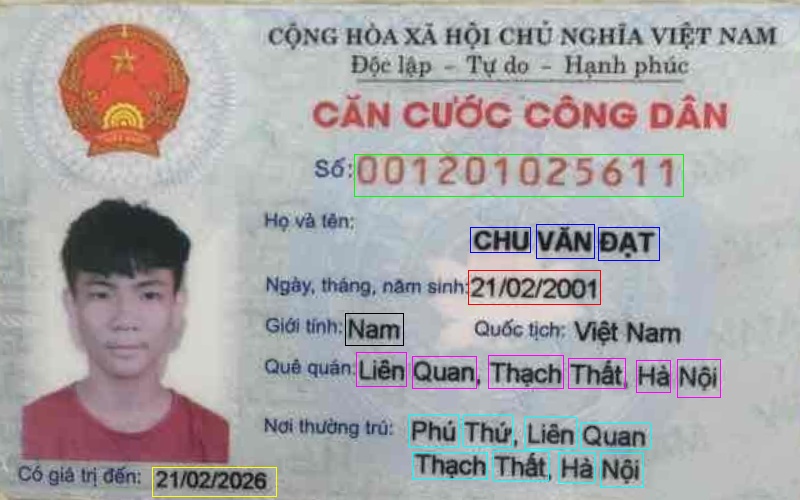 CỘNG HÒA XÃ HỘI CHỦ NGHĨA VIỆT NAM
Độc lập - Tự do - Hạnh phúc
CĂN CƯỚC CÔNG DÂN
Số: 001201025611
Họ và tên:
CHU VĂN ĐẠT
Ngày, tháng, năm sinh: 21/02/2001
Giới tính: Nam Quốc tịch: Việt Nam
Quê quán: Liên Quan, Thạch Thất, Hà Nội
Nơi thường trú: Phú Thứ, Liên Quan
Thạch Thất, Hà Nội
Có giá trị đến: 21/02/2026